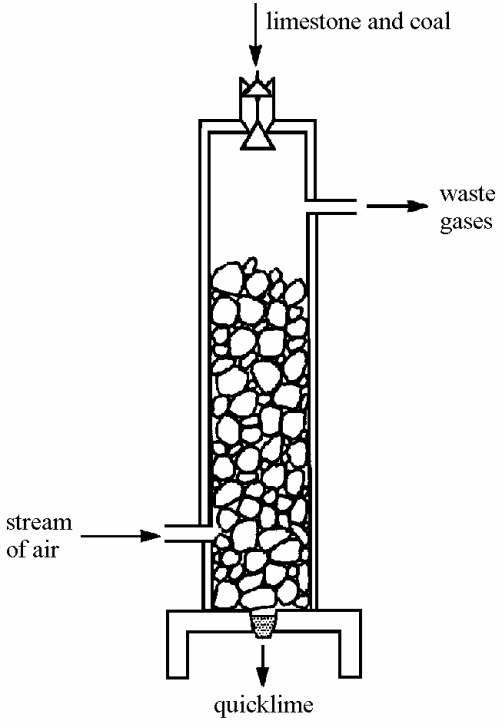 limestone and coal
waste
gases
stream
of air
quicklime